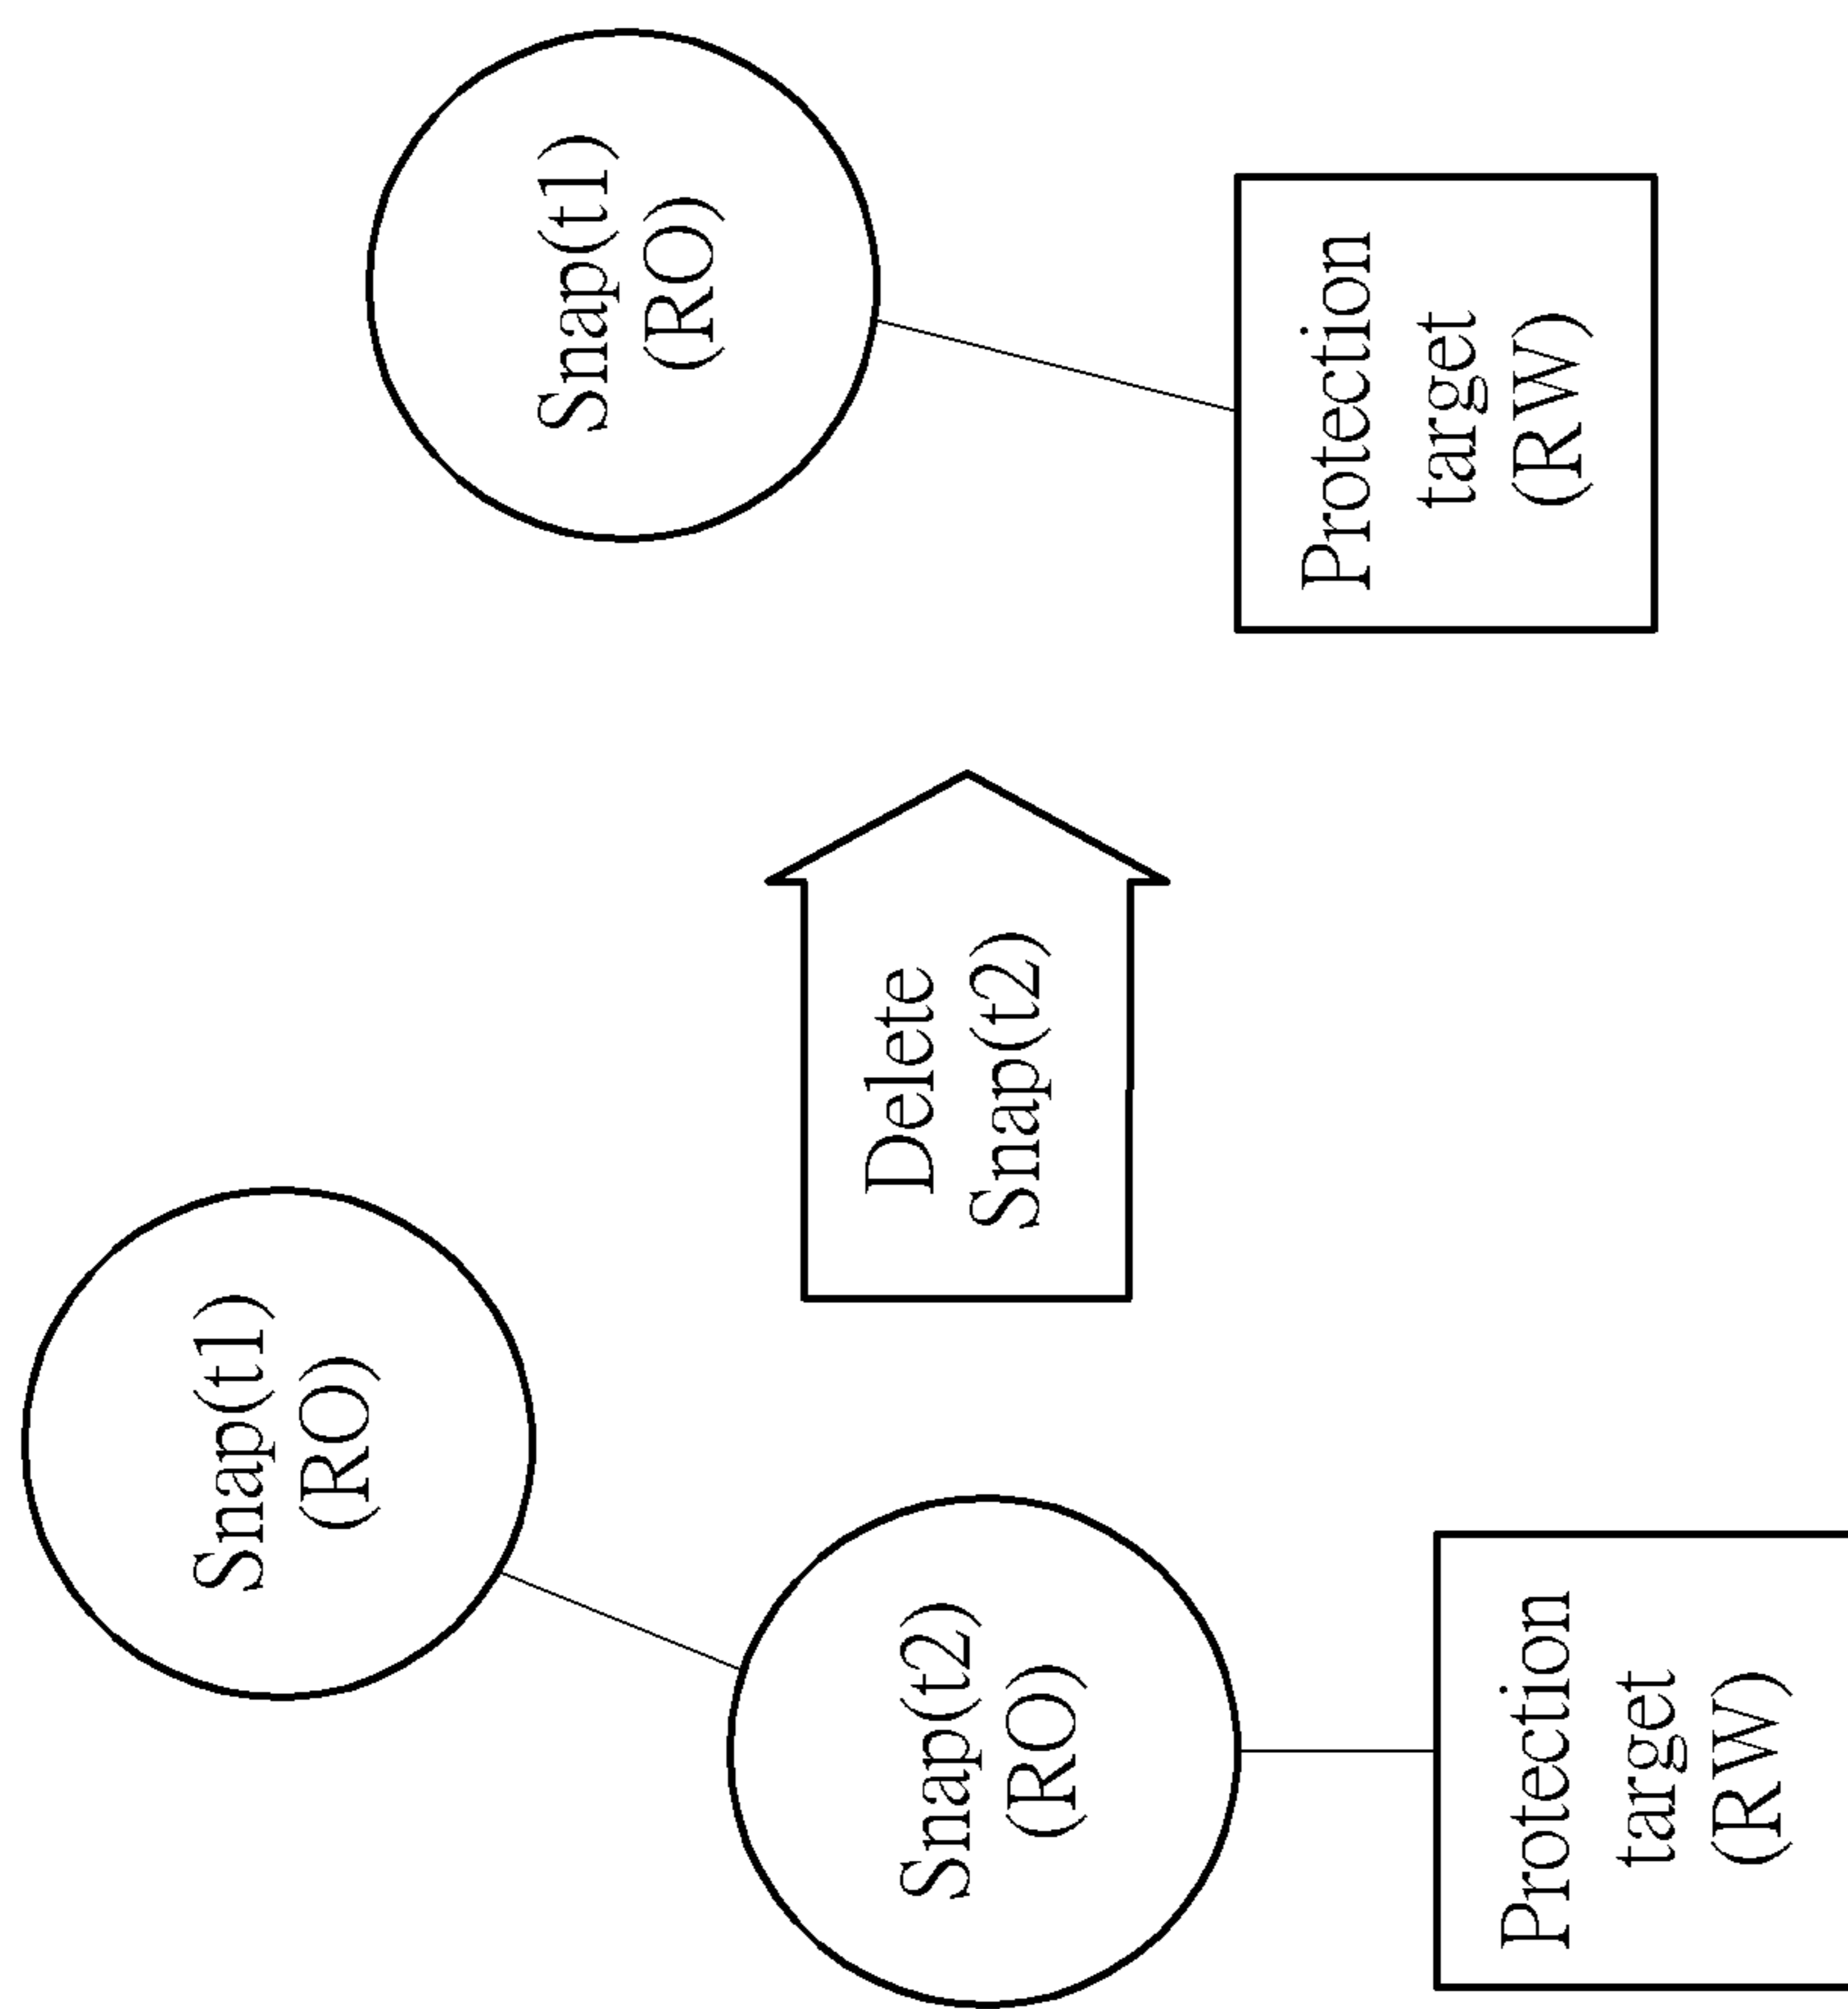 Snap(t1)
(RO)
Snap(t2)
(RO)
Protection
target
(RW)
Delete
Snap(t2)
Snap(t1)
(RO)
Protection
target
(RW)